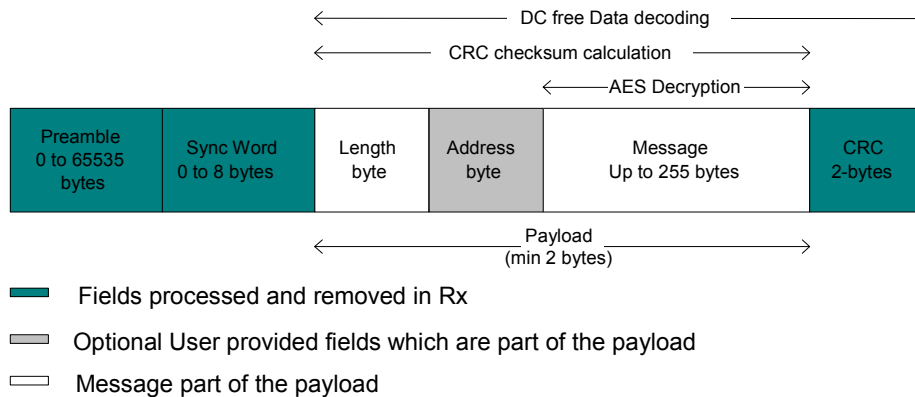 DC free Data decoding
CRC checksum calculation
AES Decryption
Preamble
0 to 65535
bytes
Sync Word
0 to 8 bytes
Length
byte
Address
byte
Message
Up to 255 bytes
CRC
2-bytes
Payload
(min 2 bytes)
Fields processed and removed in Rx
Optional User provided fields which are part of the payload
Message part of the payload